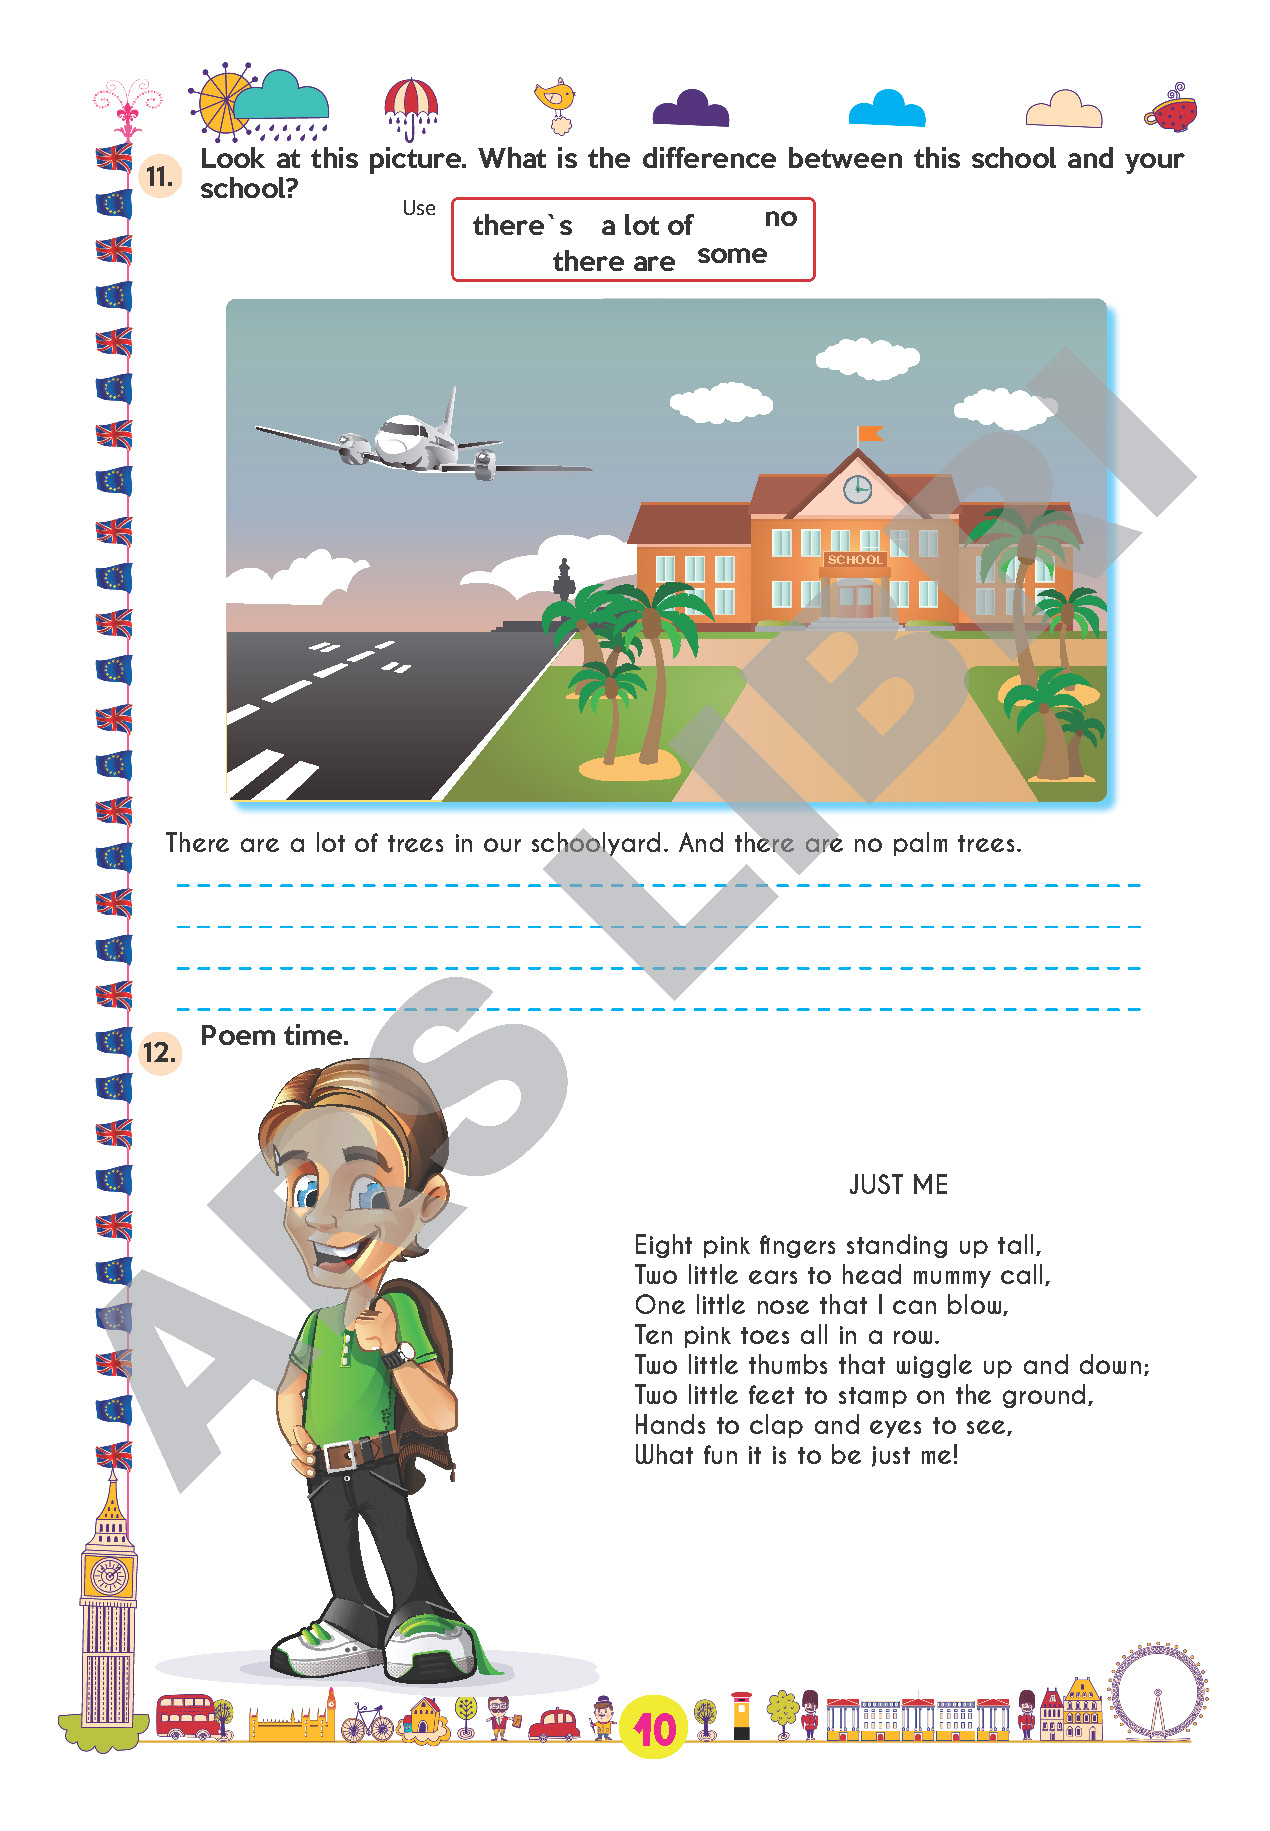 11.
Look at this picture. What is the difference between this school and your
school?
Use
there`s a lot of no
there are some
SCHOOL
There are a lot of trees in our schoolyard. And there are no palm trees.
12.
Poem time.
JUST ME
Eight pink fingers standing up tall,
Two little ears to head mummy call,
One little nose that I can blow,
Ten pink toes all in a row.
Two little thumbs that wiggle up and down;
Two little feet to stamp on the ground,
Hands to clap and eyes to see,
What fun it is to be just me!
ARS LIBRI
10